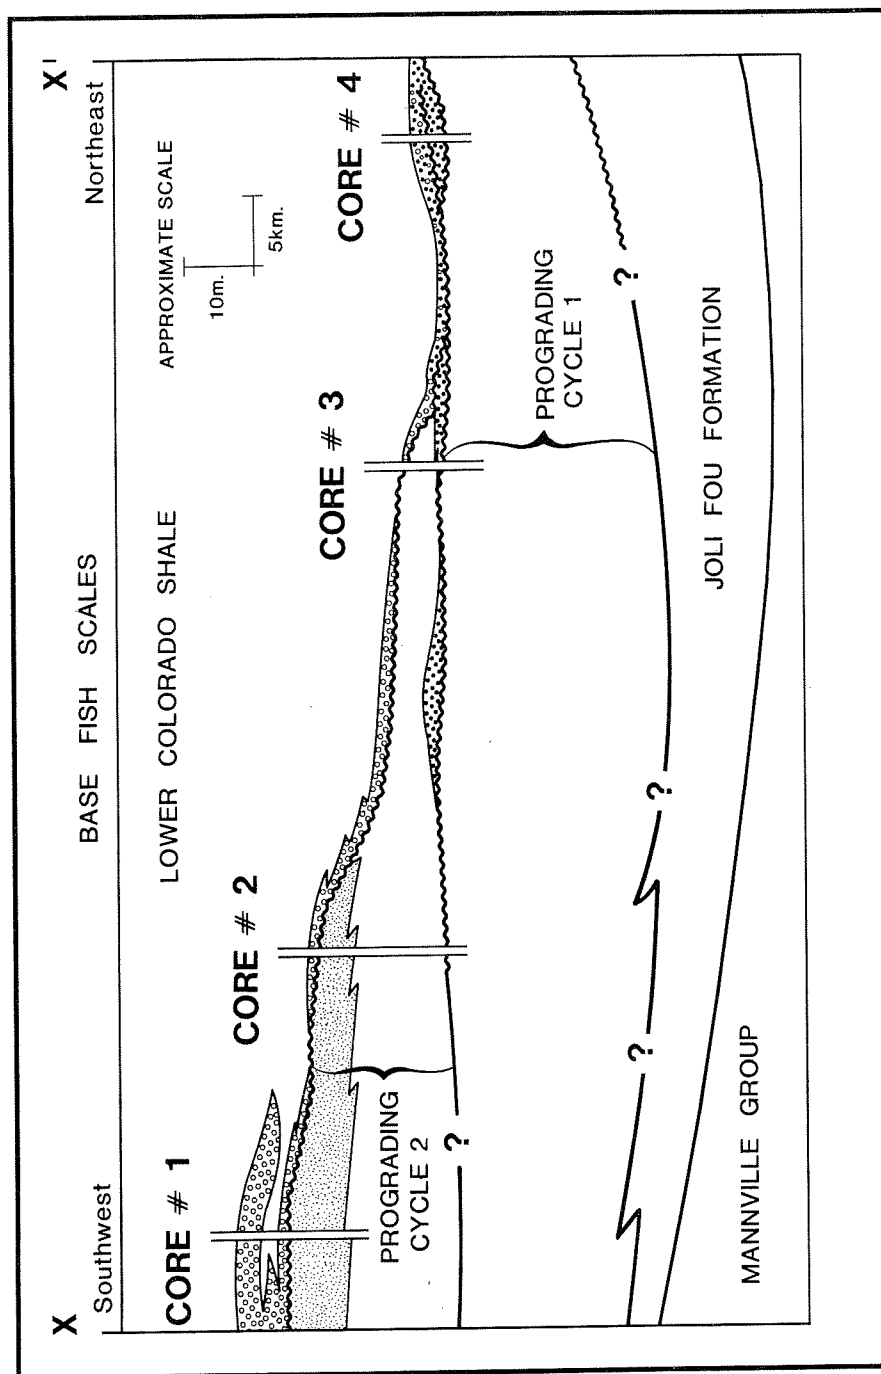 X
X'
Southwest
Northeast
BASE FISH SCALES
LOWER COLORADO SHALE
APPROXIMATE SCALE
10m.
5km.
CORE # 1
CORE # 2
CORE # 3
CORE # 4
PROGRADING
CYCLE 2
PROGRADING
CYCLE 1
?
?
?
?
JOLI FOU FORMATION
MANNVILLE GROUP